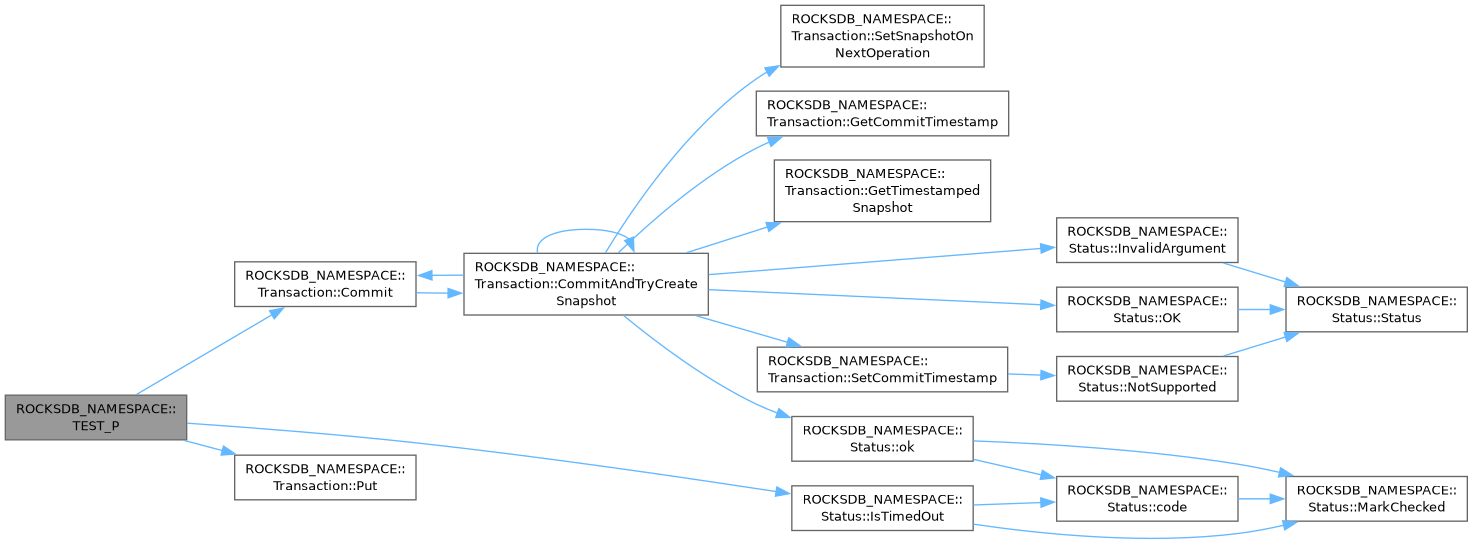 ROCKSDB_NAMESPACE::
Transaction::SetSnapshotOn
NextOperation
ROCKSDB_NAMESPACE::
Transaction::GetCommitTimestamp
ROCKSDB_NAMESPACE::
Transaction::GetTimestamped
Snapshot
ROCKSDB_NAMESPACE::
Status::InvalidArgument
ROCKSDB_NAMESPACE::
Transaction::Commit
ROCKSDB_NAMESPACE::
Transaction::CommitAndTryCreate
Snapshot
ROCKSDB_NAMESPACE::
Status::OK
ROCKSDB_NAMESPACE::
Status::Status
ROCKSDB_NAMESPACE::
Transaction::SetCommitTimestamp
ROCKSDB_NAMESPACE::
Status::NotSupported
ROCKSDB_NAMESPACE::
TEST_P
ROCKSDB_NAMESPACE::
Status::ok
ROCKSDB_NAMESPACE::
Transaction::Put
ROCKSDB_NAMESPACE::
Status::IsTimedOut
ROCKSDB_NAMESPACE::
Status::code
ROCKSDB_NAMESPACE::
Status::MarkChecked